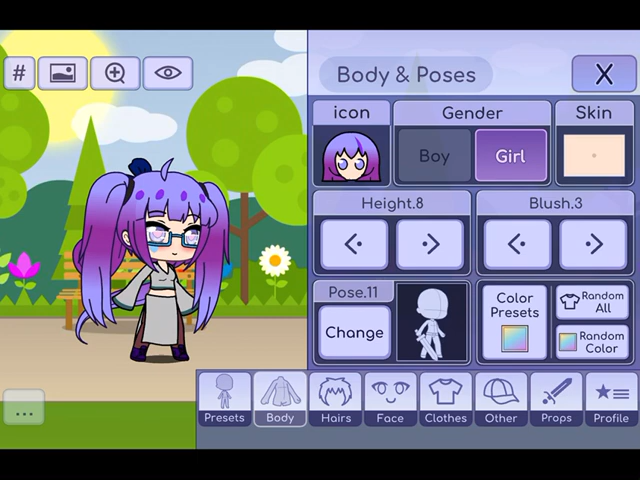 #
Body & Poses
X
icon
Gender
Skin
Boy
Girl
Height.8
Blush.3
Pose.11
Change
Color
Presets
Random
All
Random
Color
...
Presets
Body
Hairs
Face
Clothes
Other
Props
Profile